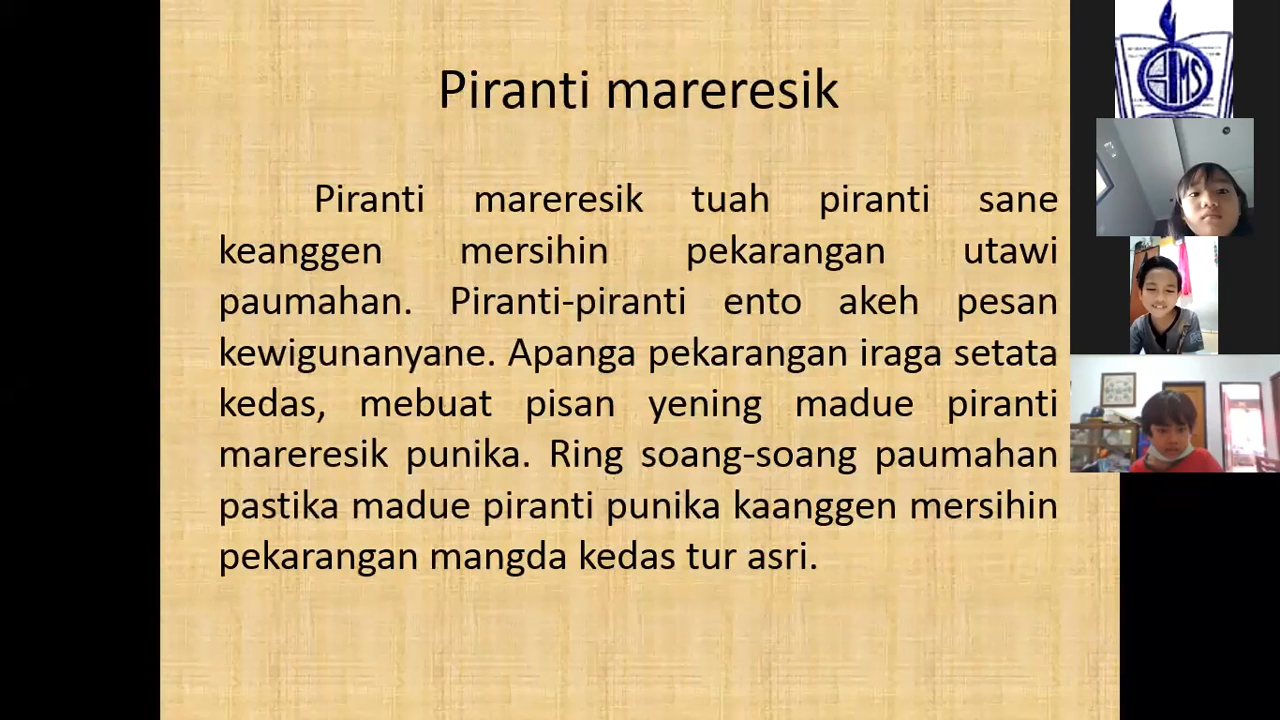 Piranti mareresik
Piranti mareresik tuah piranti sane
keanggen mersihin pekarangan utawi
paumahan. Piranti-piranti ento akeh pesan
kewigunanyane. Apanga pekarangan iraga setata
kedas, mebuat pisan yening madue piranti
mareresik punika. Ring soang-soang paumahan
pastika madue piranti punika kaanggen mersihin
pekarangan mangda kedas tur asri.